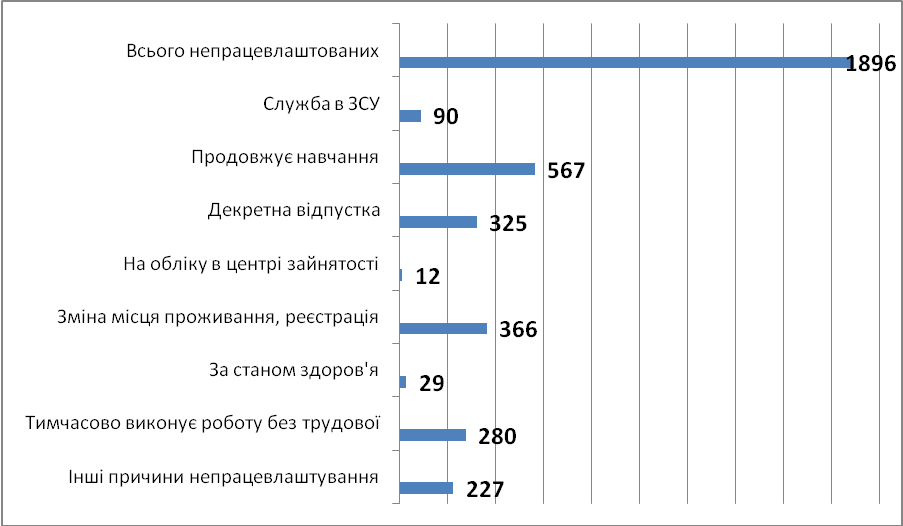 Всього непрацевлаштованих
1896
Служба в ЗСУ
90
Продовжує навчання
567
Декретна відпустка
325
На обліку в центрі зайнятості
12
Зміна місця проживання, реєстрація
366
За станом здоров'я
29
Тимчасово виконує роботу без трудової
280
Інші причини непрацевлаштування
227